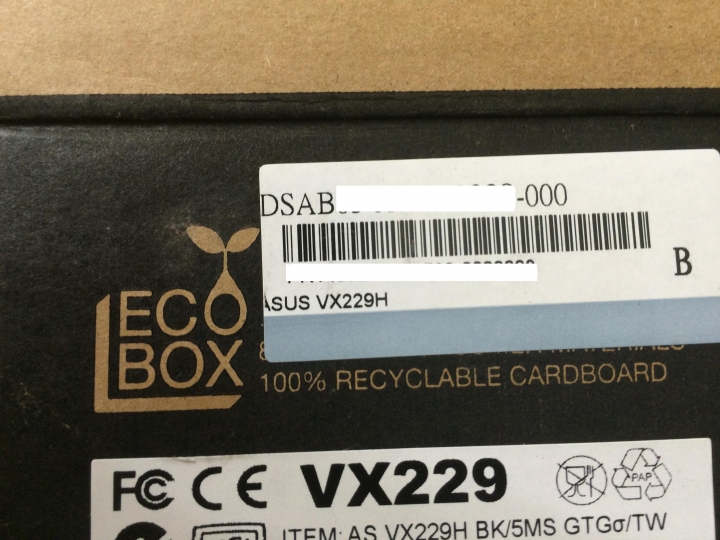 -000
B
ASUS VX229H
ECO
BOX
100% RECYCLABLE CARDBOARD
FC CE VX229
PAP
ITEM: AS VX229H BK/5MS GTGσ/TW